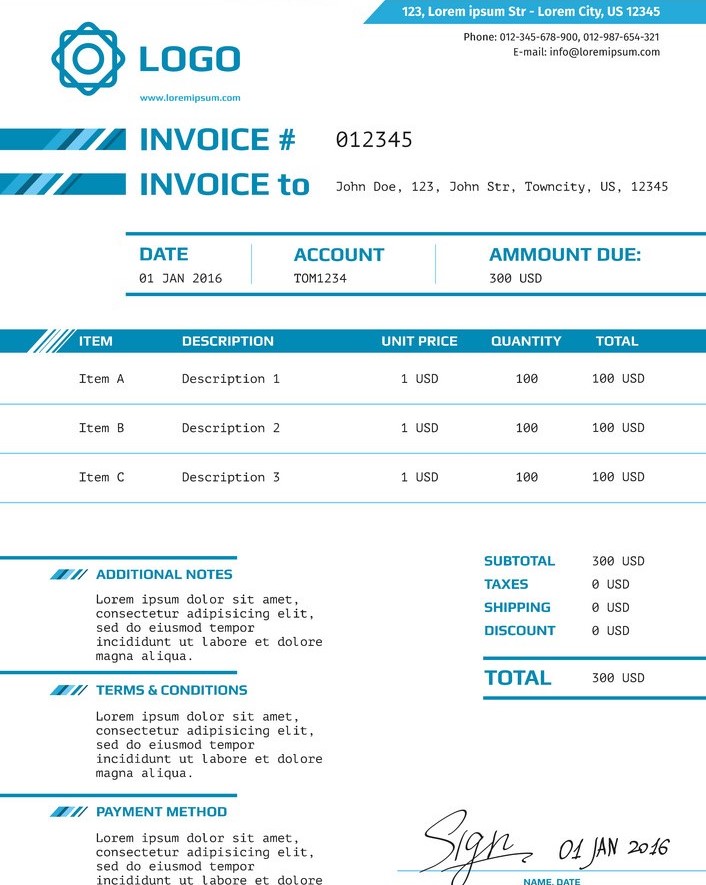 123, Lorem ipsum Str - Lorem City, US 12345
Phone: 012-345-678-900, 012-987-654-321
E-mail: info@loremipsum.com
LOGO
www.loremipsum.com
INVOICE # 012345
INVOICE to John Doe, 123, John Str, Towncity, US, 12345
DATE ACCOUNT AMMOUNT DUE:
01 JAN 2016 TOM1234 300 USD
ITEM DESCRIPTION UNIT PRICE QUANTITY TOTAL
Item A Description 1 1 USD 100 100 USD
Item B Description 2 1 USD 100 100 USD
Item C Description 3 1 USD 100 100 USD
SUBTOTAL 300 USD
TAXES 0 USD
SHIPPING 0 USD
DISCOUNT 0 USD
TOTAL 300 USD
ADDITIONAL NOTES
Lorem ipsum dolor sit amet,
consectetur adipisicing elit,
sed do eiusmod tempor
incididunt ut labore et dolore
magna aliqua.
TERMS & CONDITIONS
Lorem ipsum dolor sit amet,
consectetur adipisicing elit,
sed do eiusmod tempor
incididunt ut labore et dolore
magna aliqua.
PAYMENT METHOD
Lorem ipsum dolor sit amet,
consectetur adipisicing elit,
sed do eiusmod tempor
incididunt ut labore et dolore
Sign 01 JAN 2016
NAME, DATE